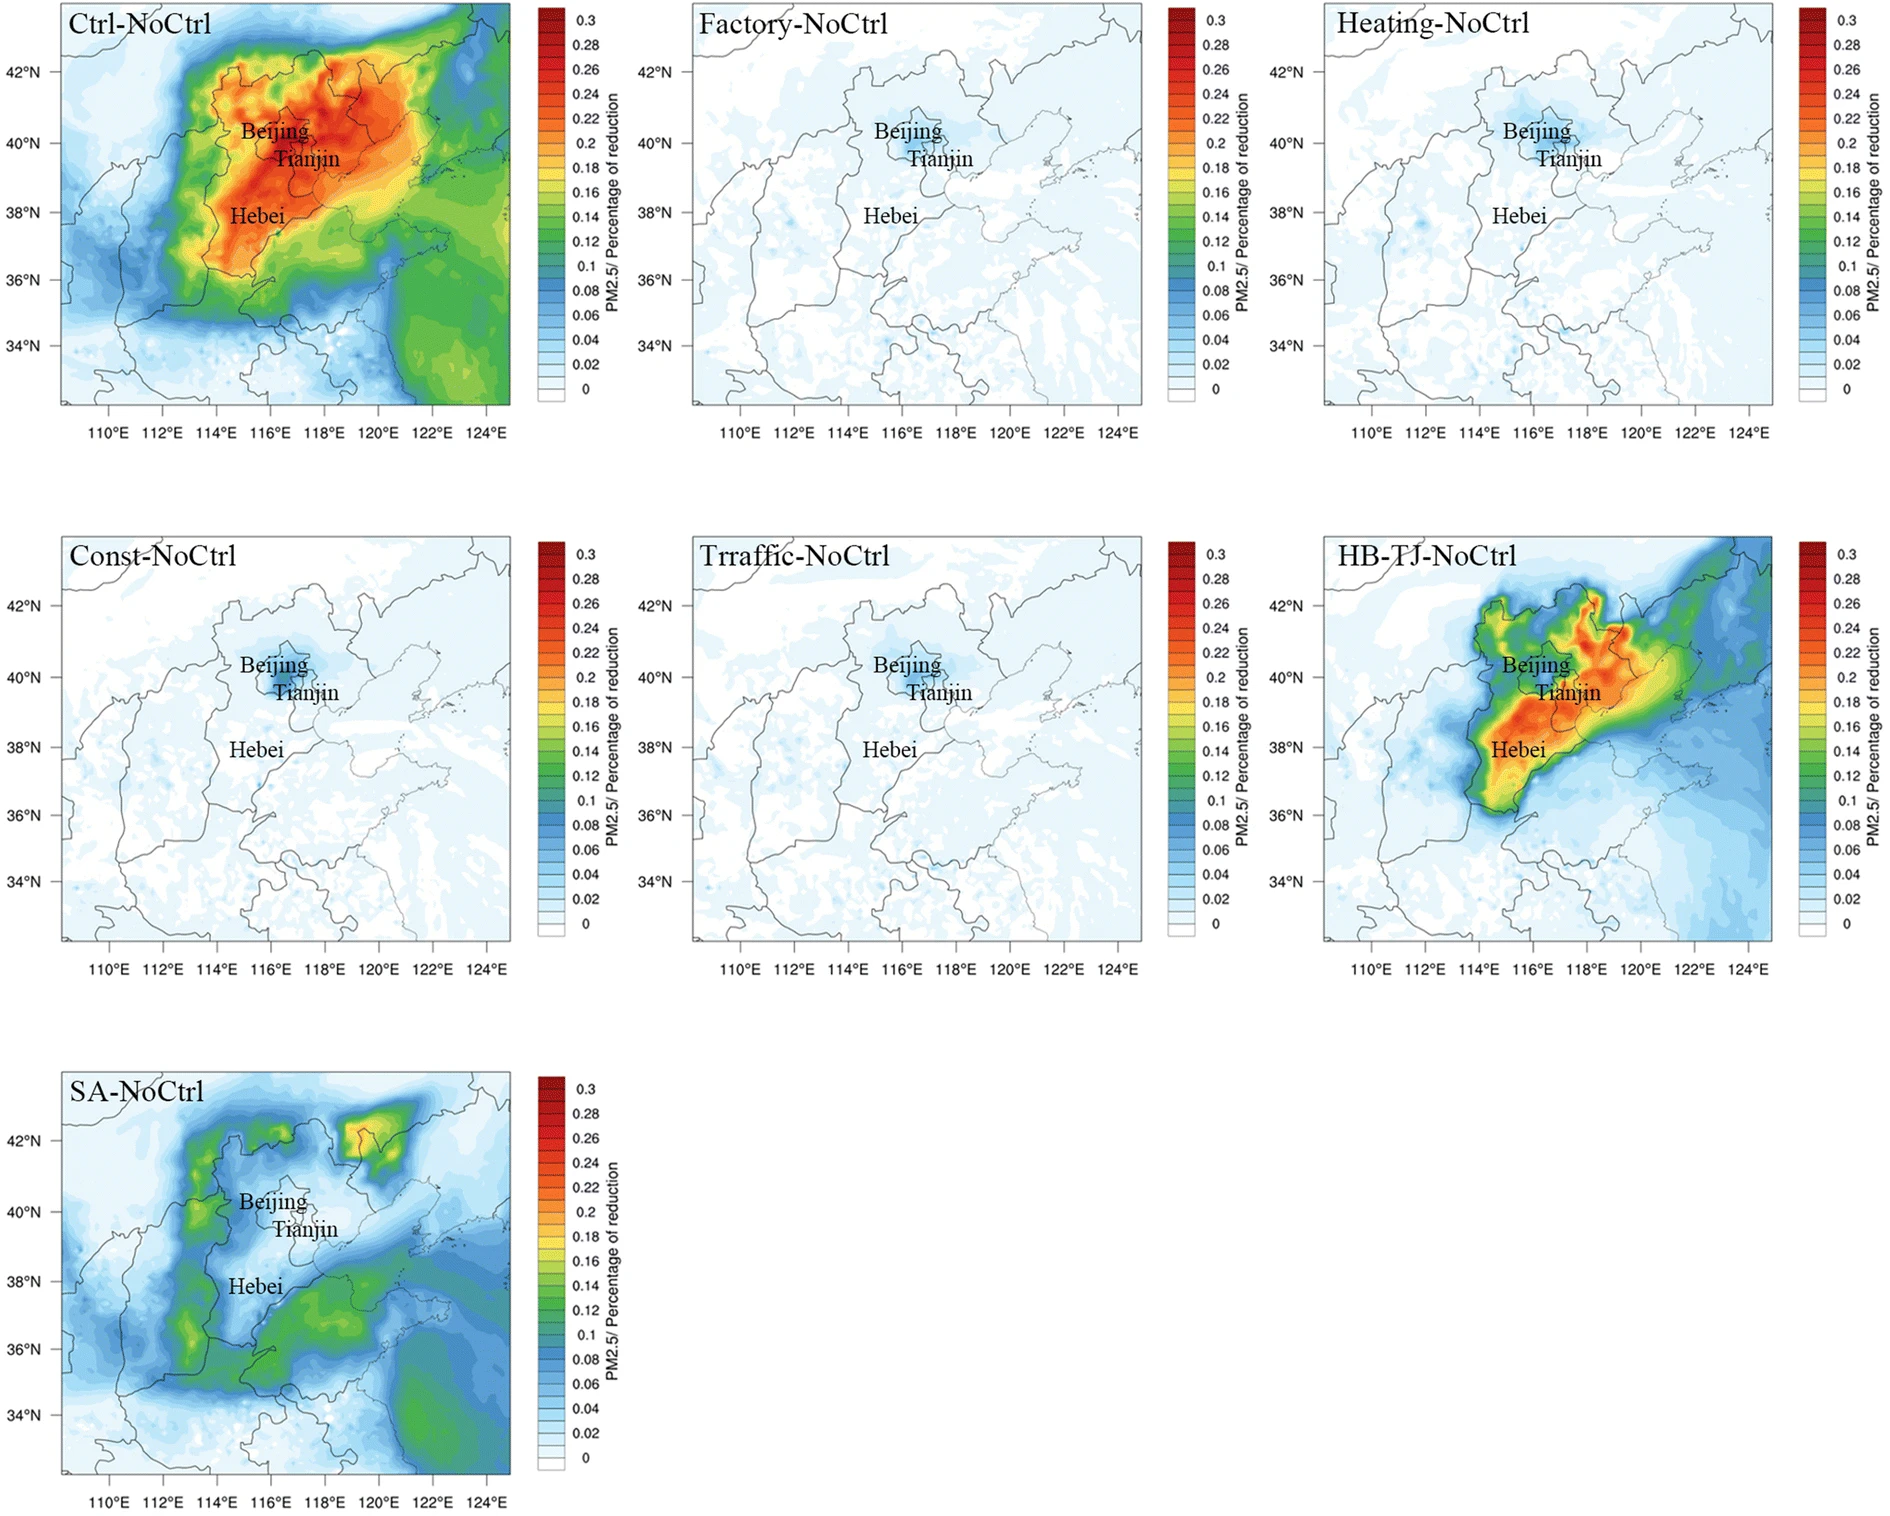 Ctrl-NoCtrl
Factory-NoCtrl
Heating-NoCtrl
42°N
40°N
38°N
36°N
34°N
110°E 112°E 114°E 116°E 118°E 120°E 122°E 124°E
Beijing
Tianjin
Hebei
0.3
0.28
0.26
0.24
0.22
0.2
0.18
0.16
0.14
0.12
0.1
0.08
0.06
0.04
0.02
0
PM2.5/ Percentage of reduction
42°N
40°N
38°N
36°N
34°N
110°E 112°E 114°E 116°E 118°E 120°E 122°E 124°E
Beijing
Tianjin
Hebei
0.3
0.28
0.26
0.24
0.22
0.2
0.18
0.16
0.14
0.12
0.1
0.08
0.06
0.04
0.02
0
PM2.5/ Percentage of reduction
42°N
40°N
38°N
36°N
34°N
110°E 112°E 114°E 116°E 118°E 120°E 122°E 124°E
Beijing
Tianjin
Hebei
0.3
0.28
0.26
0.24
0.22
0.2
0.18
0.16
0.14
0.12
0.1
0.08
0.06
0.04
0.02
0
PM2.5/ Percentage of reduction
Const-NoCtrl
Trraffic-NoCtrl
HB-TJ-NoCtrl
42°N
40°N
38°N
36°N
34°N
110°E 112°E 114°E 116°E 118°E 120°E 122°E 124°E
Beijing
Tianjin
Hebei
0.3
0.28
0.26
0.24
0.22
0.2
0.18
0.16
0.14
0.12
0.1
0.08
0.06
0.04
0.02
0
PM2.5/ Percentage of reduction
42°N
40°N
38°N
36°N
34°N
110°E 112°E 114°E 116°E 118°E 120°E 122°E 124°E
Beijing
Tianjin
Hebei
0.3
0.28
0.26
0.24
0.22
0.2
0.18
0.16
0.14
0.12
0.1
0.08
0.06
0.04
0.02
0
PM2.5/ Percentage of reduction
42°N
40°N
38°N
36°N
34°N
110°E 112°E 114°E 116°E 118°E 120°E 122°E 124°E
Beijing
Tianjin
Hebei
0.3
0.28
0.26
0.24
0.22
0.2
0.18
0.16
0.14
0.12
0.1
0.08
0.06
0.04
0.02
0
PM2.5/ Percentage of reduction
SA-NoCtrl
42°N
40°N
38°N
36°N
34°N
110°E 112°E 114°E 116°E 118°E 120°E 122°E 124°E
Beijing
Tianjin
Hebei
0.3
0.28
0.26
0.24
0.22
0.2
0.18
0.16
0.14
0.12
0.1
0.08
0.06
0.04
0.02
0
PM2.5/ Percentage of reduction